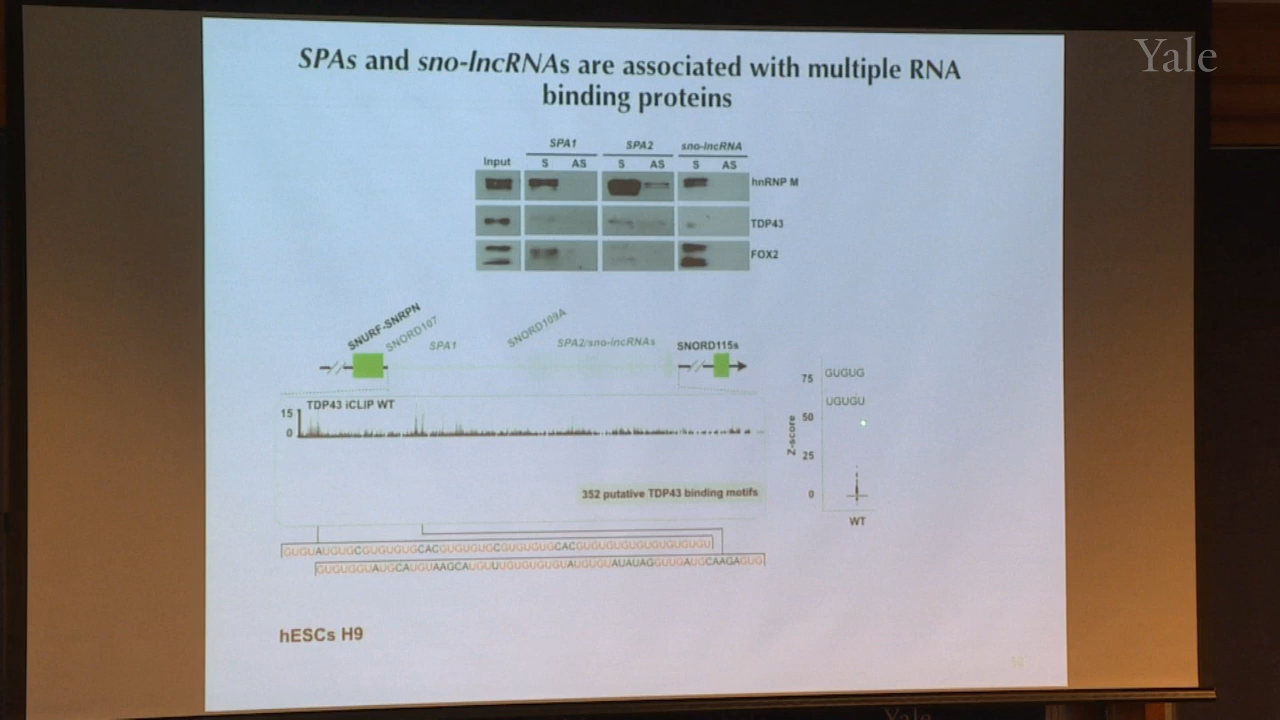 Yale
SPAs and sno-lncRNAs are associated with multiple RNA
binding proteins
SPA1 SPA2 sno-lncRNA
Input S AS S AS S AS
hnRNP M
TDP43
FOX2
SNURF-SNRPN
SNORD107
SPA1
SNORD109A
SPA2/sno-lncRNAs
SNORD115s
TDP43 iCLIP WT
15
0
352 putative TDP43 binding motifs
75
50
25
0
Z-score
GUGUG
UGUGU
WT
hESCs H9
Yale